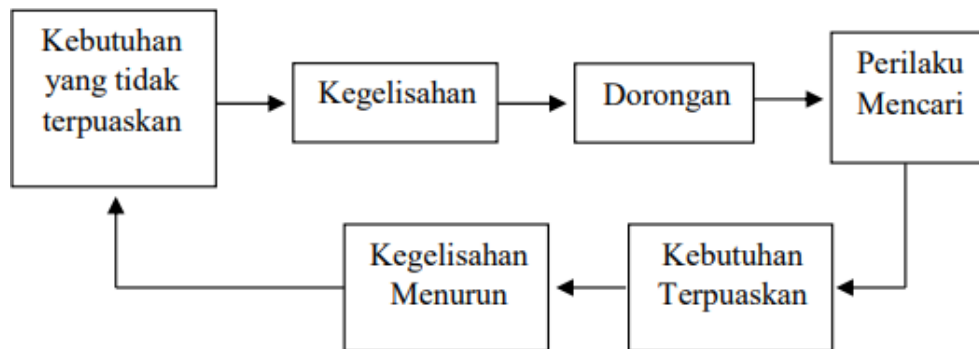 Kebutuhan
yang tidak
terpuaskan
Kegelisahan
Dorongan
Perilaku
Mencari
Kebutuhan
Terpuaskan
Kegelisahan
Menurun